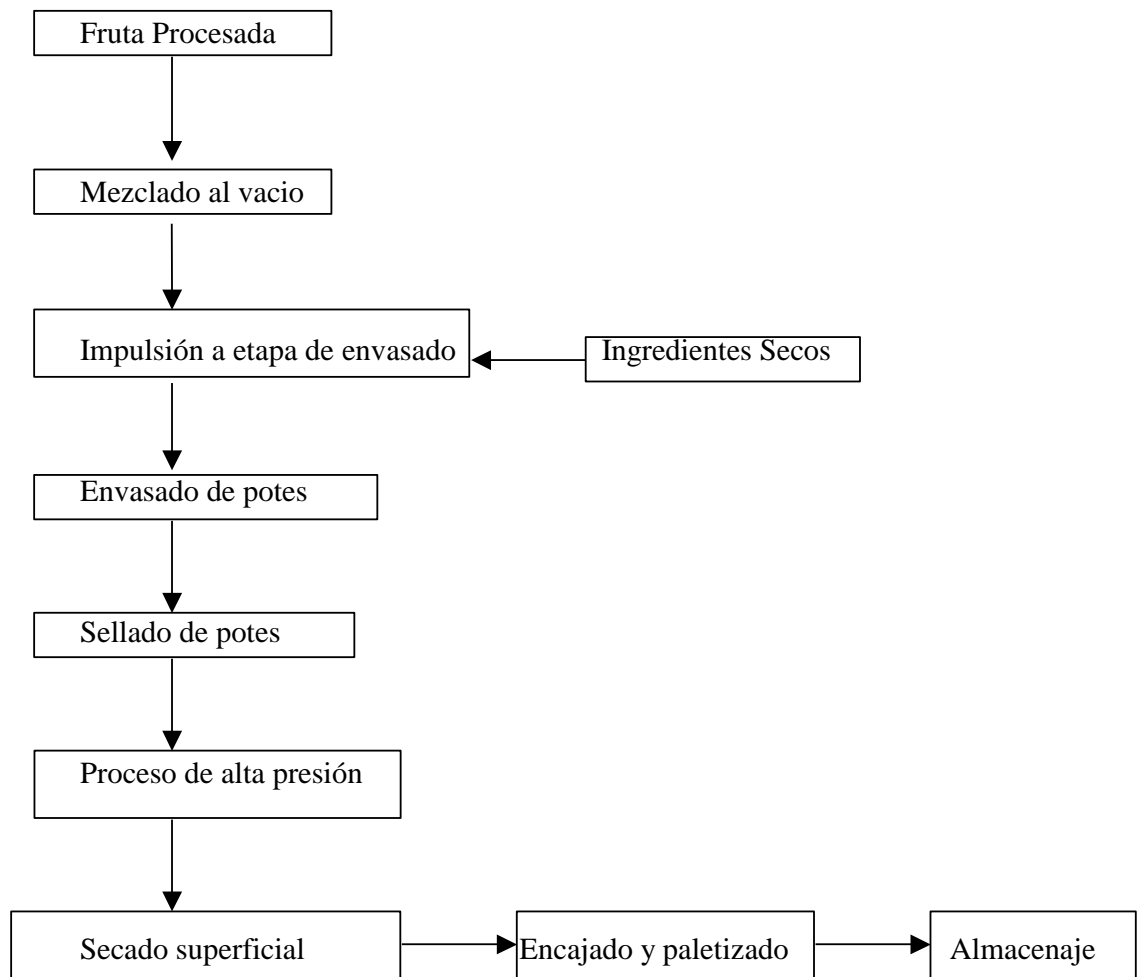 Fruta Procesada
Mezclado al vacio
Impulsión a etapa de envasado
Ingredientes Secos
Envasado de potes
Sellado de potes
Proceso de alta presión
Secado superficial
Encajado y paletizado
Almacenaje